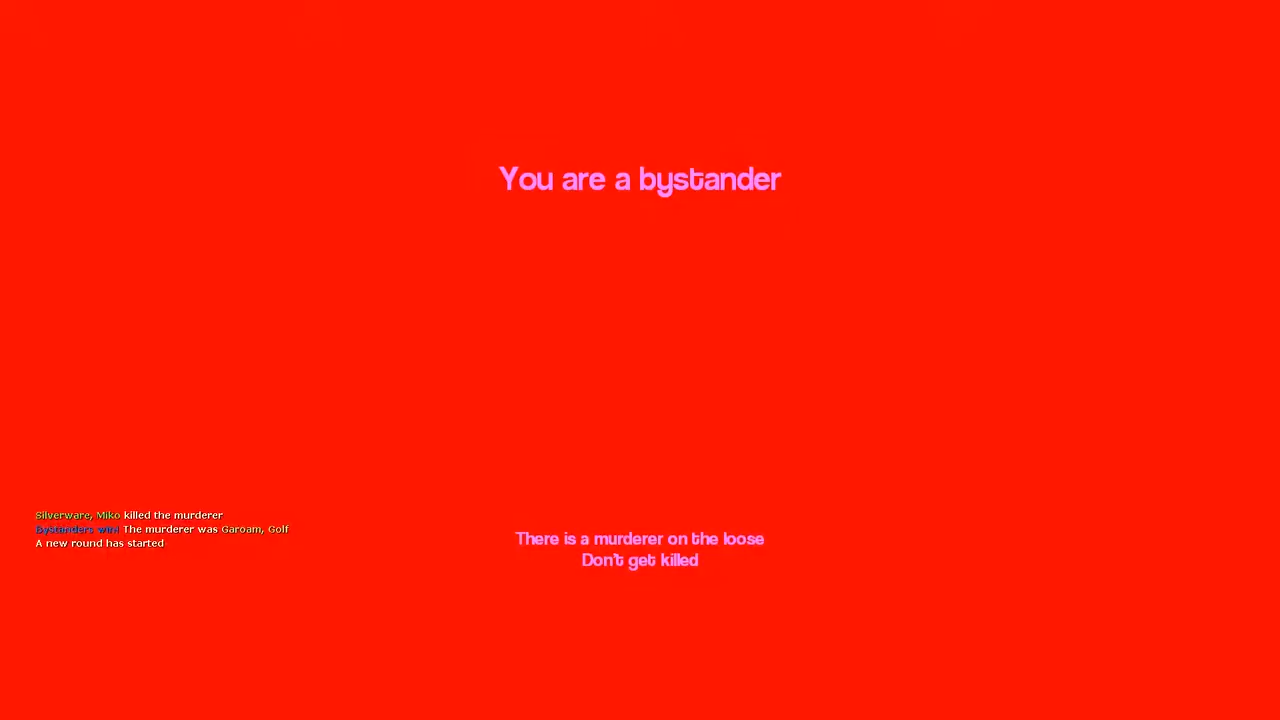 You are a bystander
Silverware, Miko killed the murderer
Bystanders win! The murderer was Garoam, Golf
A new round has started
There is a murderer on the loose
Don't get killed